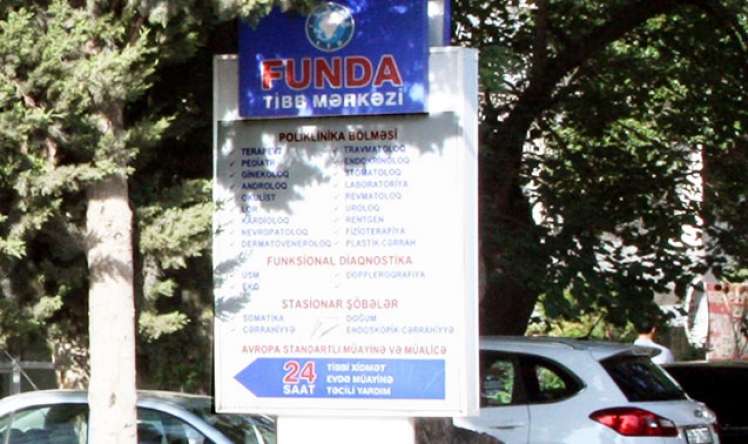 FUNDA
TİBB MƏRKƏZİ
POLİKLİNİKA BÖLMƏSİ
TERAPEVT
PEDİATR
GİNEKOLOQ
ANDROLOQ
OKULİST
LOR
KARDİOLOQ
NEVROPATOLOQ
DERMATOVENEROLOQ
TRAVMATOLOQ
ENDOKRİNOLOQ
STOMATOLOQ
LABORATORİYA
REVMATOLOQ
UROLOQ
RENTGEN
FİZİOTERAPİYA
PLASTİK CƏRRAH
FUNKSİONAL DİAQNOSTİKA
USM
EKQ
DOPPLEROQRAFİYA
STASİONAR ŞÖBƏLƏR
SOMATİKA
CƏRRAHİYYƏ
DOĞUM
ENDOSKOPİK CƏRRAHİYYƏ
AVROPA STANDARTLI MÜAYİNƏ VƏ MÜALİCƏ
24
SAAT
TİBBİ XİDMƏT
EVDƏ MÜAYİNƏ
TƏCİLİ YARDIM